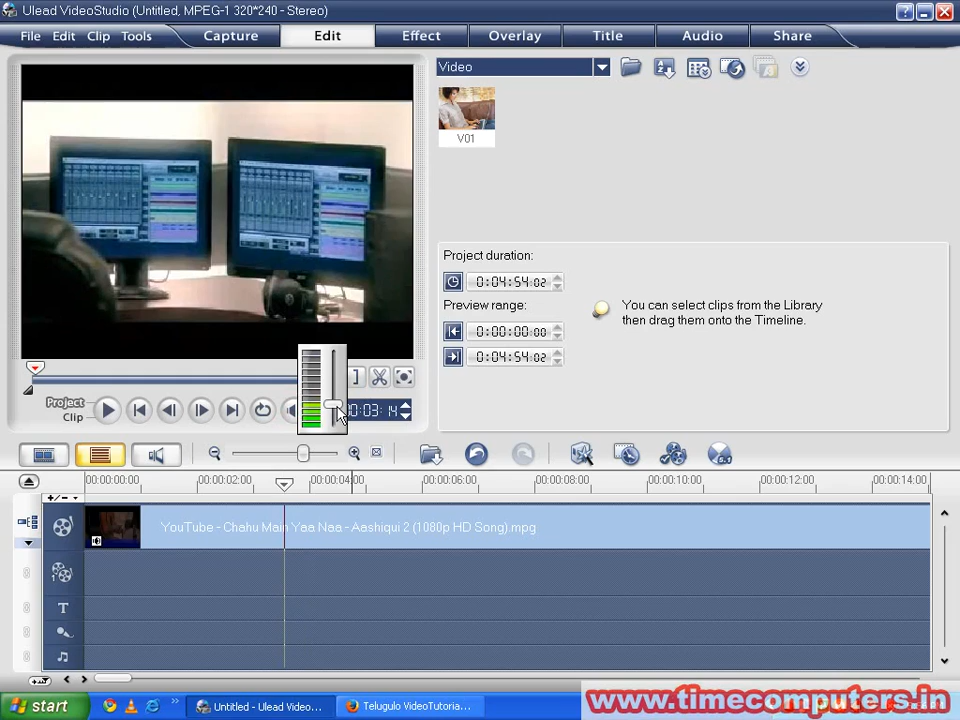 Ulead VideoStudio (Untitled, MPEG-1 320*240 - Stereo)
File Edit Clip Tools Capture Edit Effect Overlay Title Audio Share
Video
V01
Project duration:
0:04:54:02
Preview range:
0:00:00:00
0:04:54:02
You can select clips from the Library
then drag them onto the Timeline.
Project
Clip
00:03:14
00:00:00:00 00:00:02:00 00:00:04:00 00:00:06:00 00:00:08:00 00:00:10:00 00:00:12:00 00:00:14:00
YouTube - Chahu Main Yaa Naa - Aashiqui 2 (1080p HD Song).mpg
T
start Untitled - Ulead Video... Telugulo VideoTutoria...
www.timecomputers.in